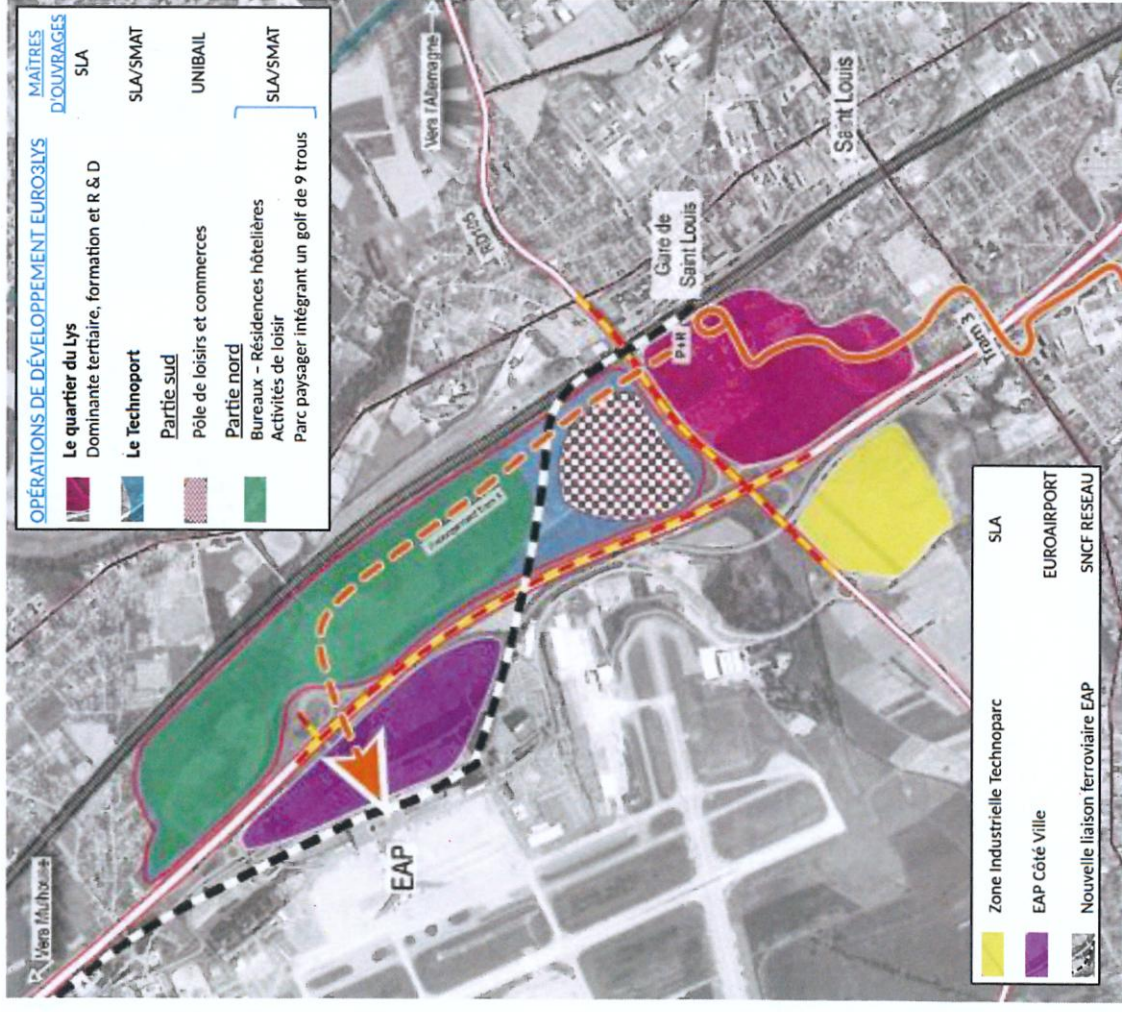 OPÉRATIONS DE DÉVELOPPEMENT EURO3LYS
MAÎTRES
D'OUVRAGES
Le quartier du Lys
SLA
Dominante tertiaire, formation et R & D
Le Technoport
SLA/SMAT
Partie sud
Pôle de loisirs et commerces
UNIBAIL
Partie nord
Bureaux – Résidences hôtelières
Activités de loisir
SLA/SMAT
Parc paysager intégrant un golf de 9 trous
Vers Mulhouse
Vers l'Allemagne
RD105
Gare de
Saint Louis
P+R
Saint Louis
Tram 3
EAP
Zone Industrielle Technoparc
SLA
EAP Côté Ville
EUROAIRPORT
Nouvelle liaison ferroviaire EAP
SNCF RESEAU